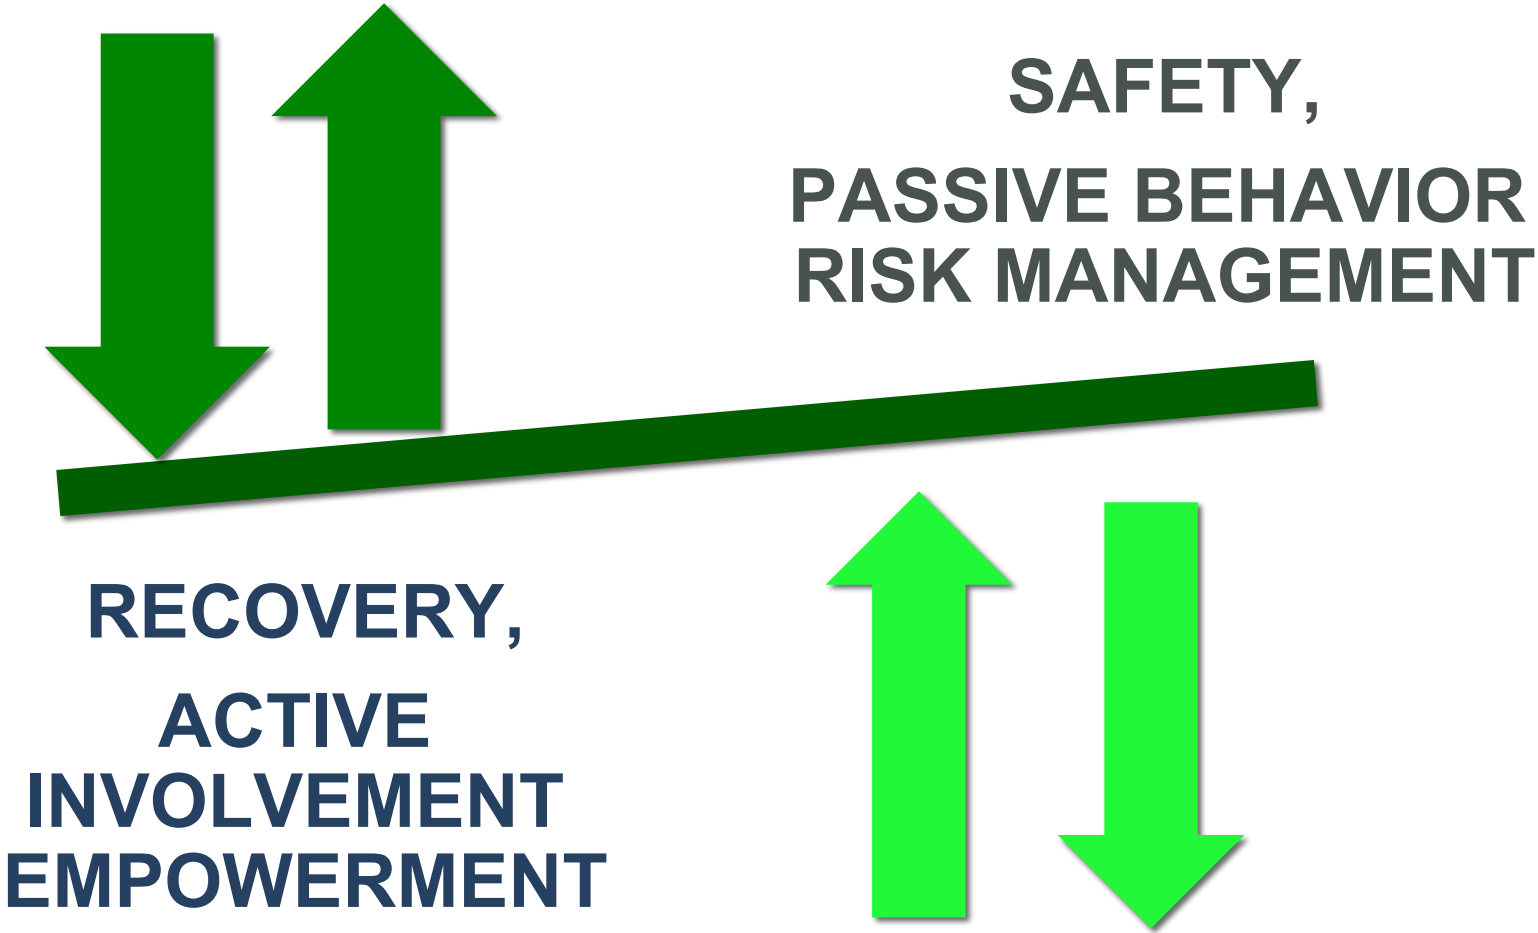 SAFETY,
PASSIVE BEHAVIOR
RISK MANAGEMENT
RECOVERY,
ACTIVE
INVOLVEMENT
EMPOWERMENT